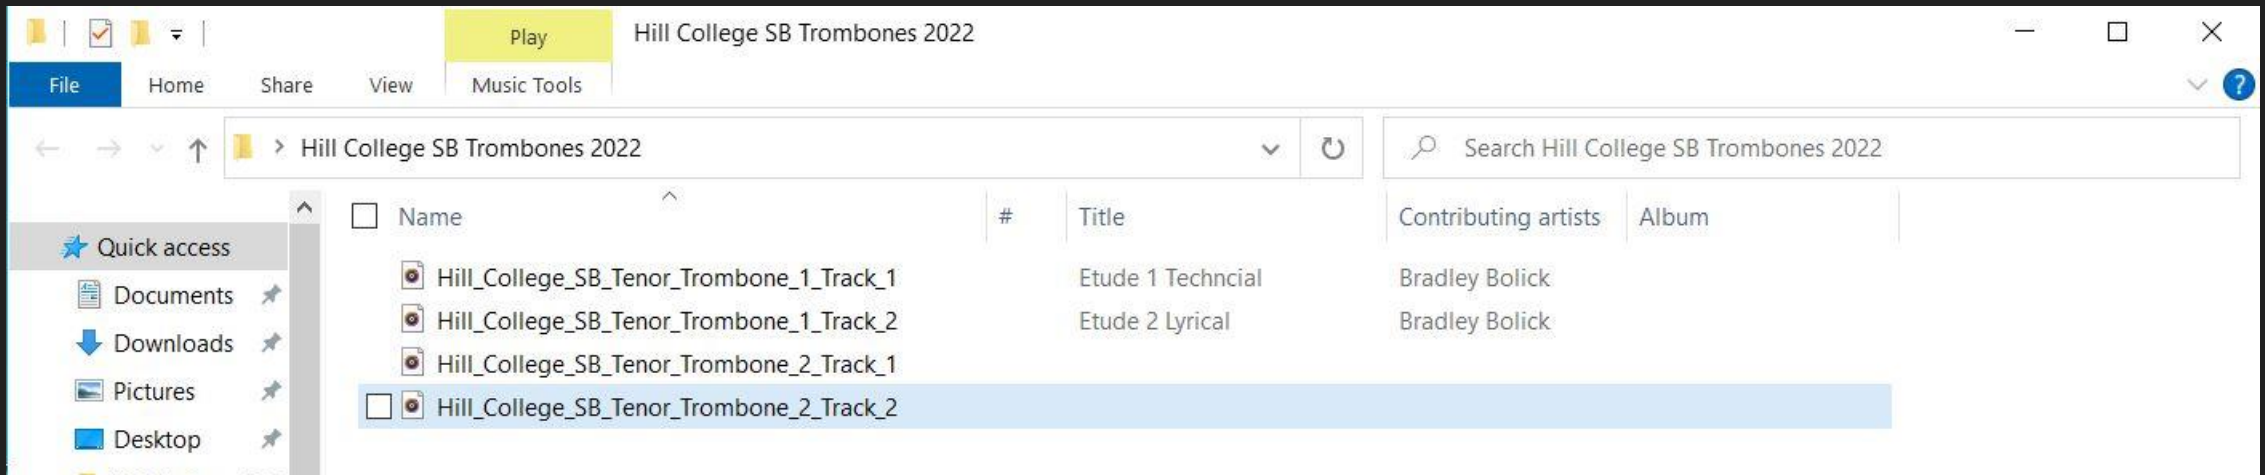 Play
Hill College SB Trombones 2022
File Home Share View Music Tools
?
> Hill College SB Trombones 2022
Search Hill College SB Trombones 2022
Name # Title Contributing artists Album
Quick access
Documents
Downloads
Pictures
Desktop
Hill_College_SB_Tenor_Trombone_1_Track_1 Etude 1 Techncial Bradley Bolick
Hill_College_SB_Tenor_Trombone_1_Track_2 Etude 2 Lyrical Bradley Bolick
Hill_College_SB_Tenor_Trombone_2_Track_1
Hill_College_SB_Tenor_Trombone_2_Track_2